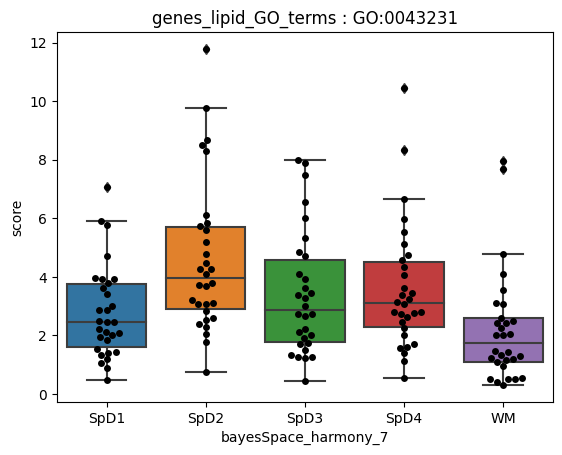 genes_lipid_GO_terms : GO:0043231
12
10
8
6
4
2
0
score
SpD1 SpD2 SpD3 SpD4 WM
bayesSpace_harmony_7